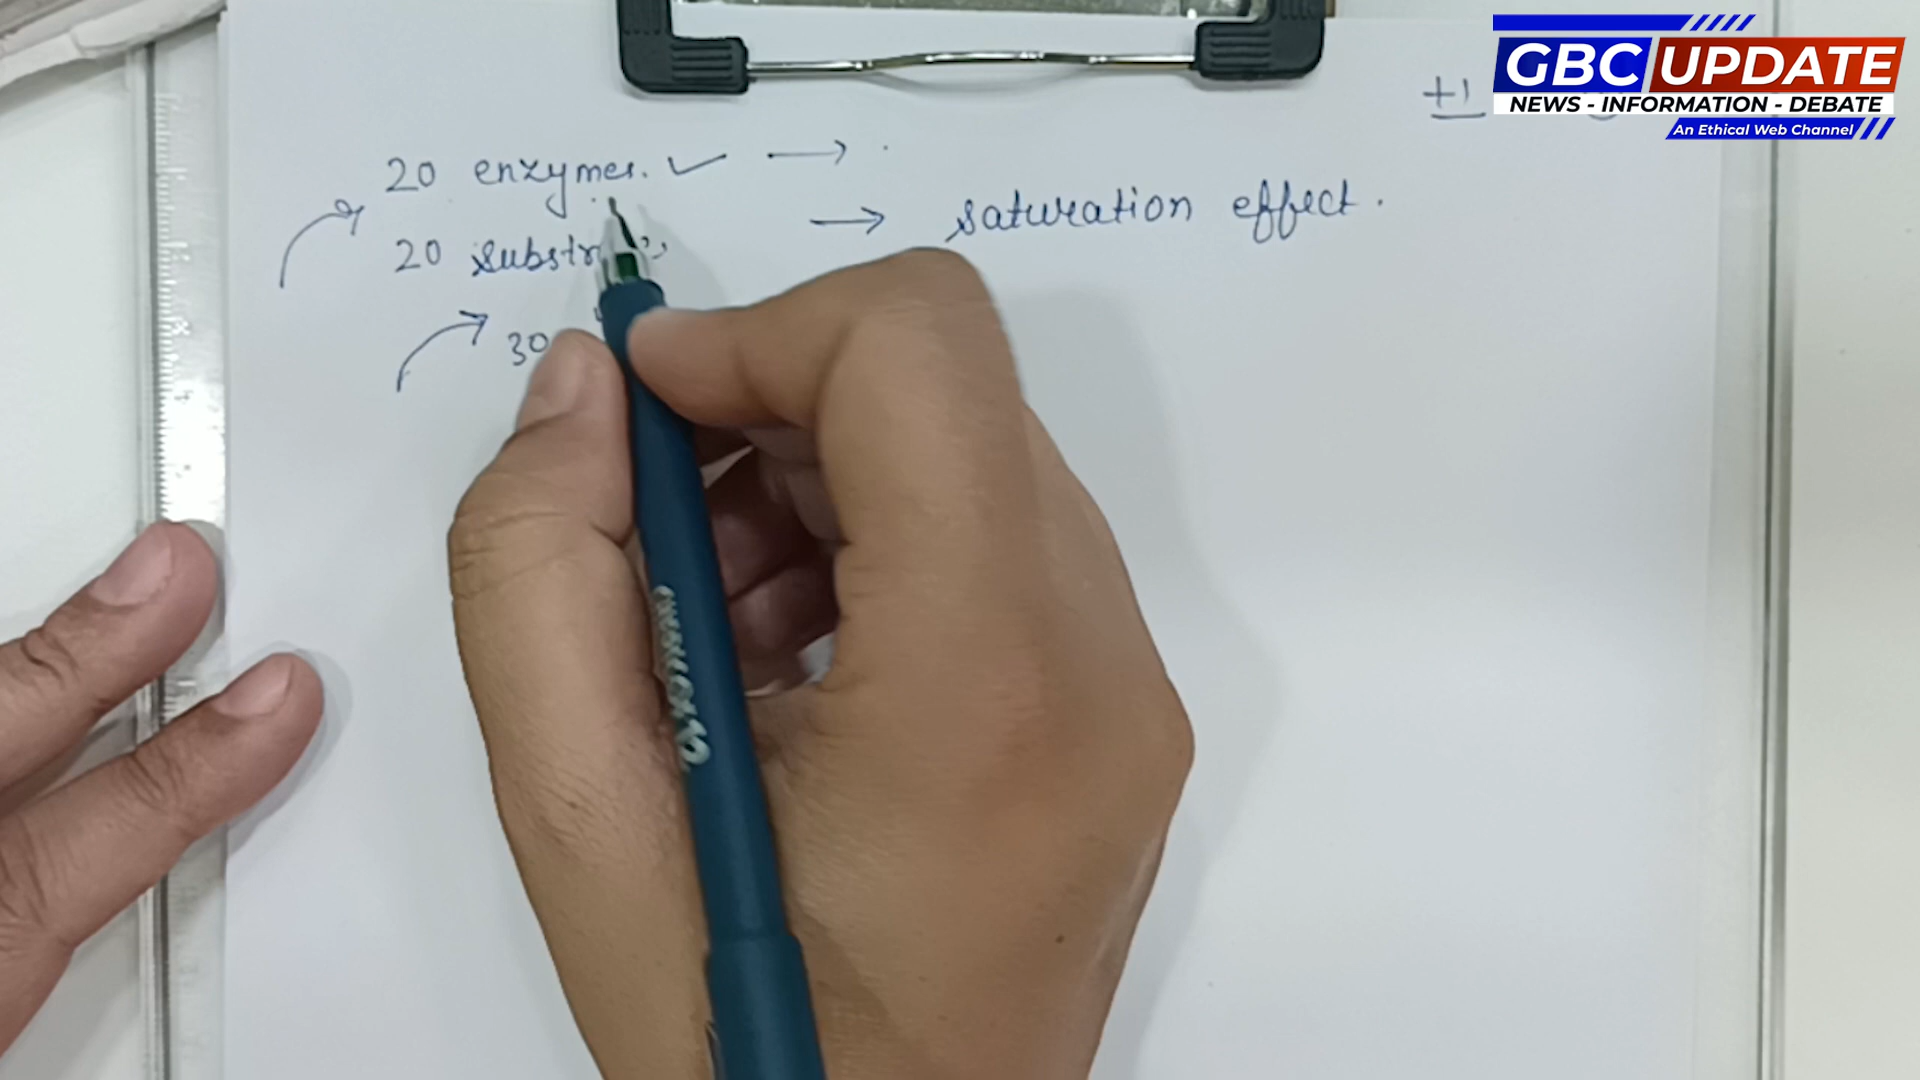 GBC UPDATE
NEWS - INFORMATION - DEBATE
An Ethical Web Channel
+1
20 enzymes. ✓ →
→ saturation effect.
20
30